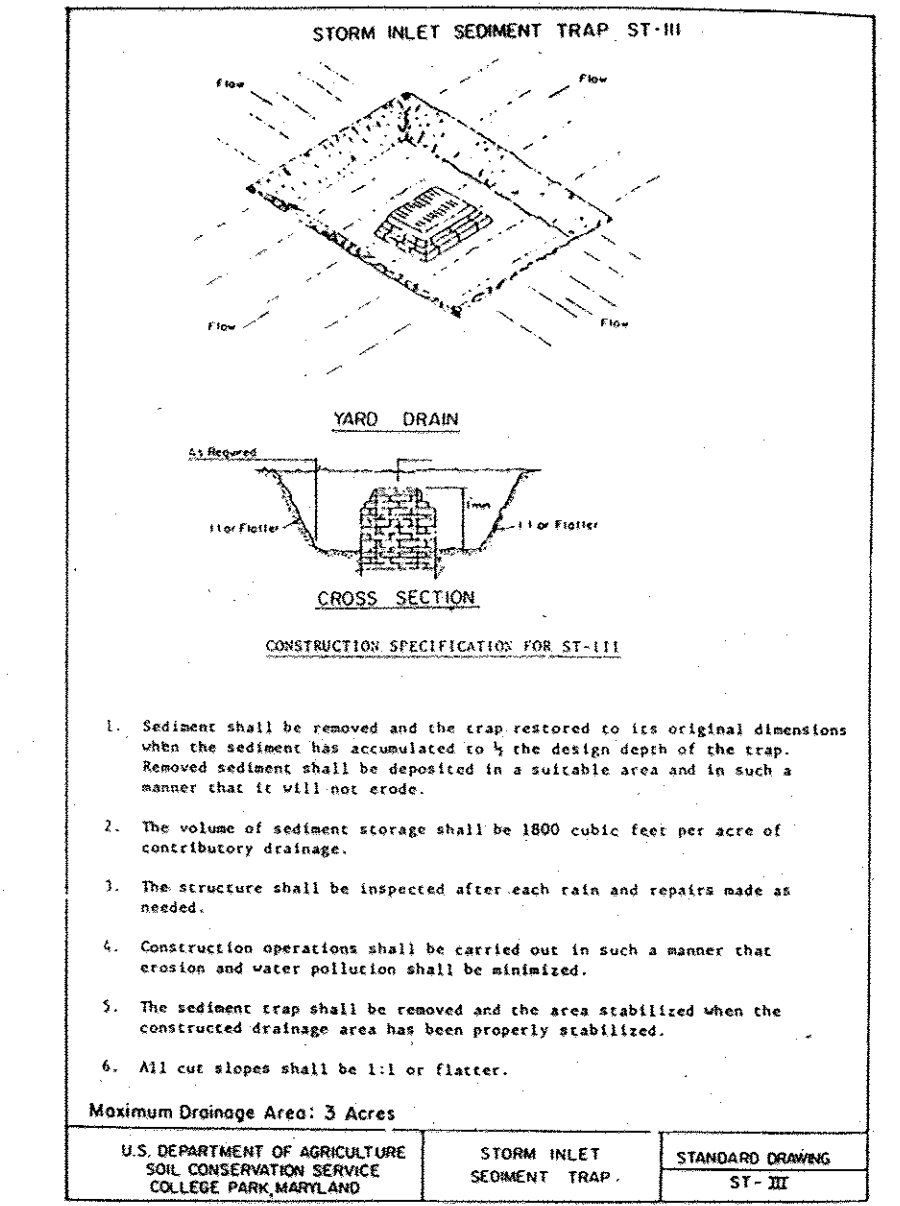 STORM INLET SEDIMENT TRAP ST-III
Flow
Flow
Flow
Flow
YARD DRAIN
As Required
1:1 or Flatter
1:1 or Flatter
CROSS SECTION
CONSTRUCTION SPECIFICATION FOR ST-III
1. Sediment shall be removed and the trap restored to its original dimensions
when the sediment has accumulated to ½ the design depth of the trap.
Removed sediment shall be deposited in a suitable area and in such a
manner that it will not erode.
2. The volume of sediment storage shall be 1800 cubic feet per acre of
contributory drainage.
3. The structure shall be inspected after each rain and repairs made as
needed.
4. Construction operations shall be carried out in such a manner that
erosion and water pollution shall be minimized.
5. The sediment trap shall be removed and the area stabilized when the
constructed drainage area has been properly stabilized.
6. All cut slopes shall be 1:1 or flatter.
Maximum Drainage Area: 3 Acres
U.S. DEPARTMENT OF AGRICULTURE
SOIL CONSERVATION SERVICE
COLLEGE PARK, MARYLAND
STORM INLET
SEDIMENT TRAP
STANDARD DRAWING
ST-III